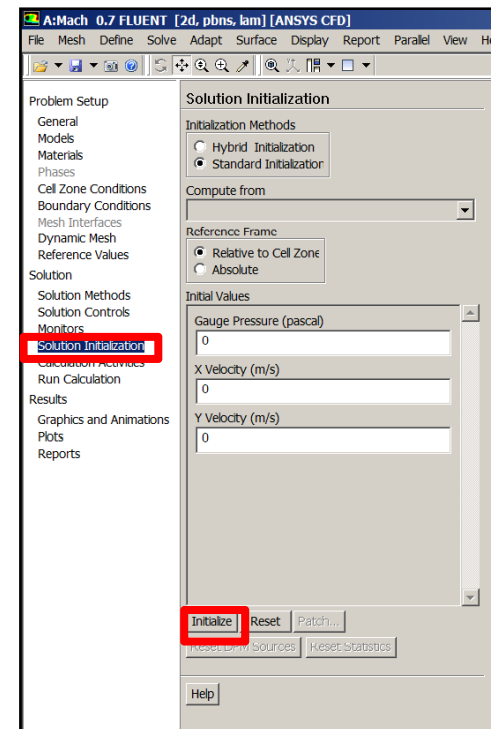 A:Mach 0.7 FLUENT [2d, pbns, lam] [ANSYS CFD]
File Mesh Define Solve Adapt Surface Display Report Parallel View He
Problem Setup
General
Models
Materials
Phases
Cell Zone Conditions
Boundary Conditions
Mesh Interfaces
Dynamic Mesh
Reference Values
Solution
Solution Methods
Solution Controls
Monitors
Solution Initialization
Calculation Activities
Run Calculation
Results
Graphics and Animations
Plots
Reports
Solution Initialization
Initialization Methods
Hybrid Initialization
Standard Initialization
Compute from
Reference Frame
Relative to Cell Zone
Absolute
Initial Values
Gauge Pressure (pascal)
0
X Velocity (m/s)
0
Y Velocity (m/s)
0
Initialize Reset Patch...
Reset DPM Sources Reset Statistics
Help